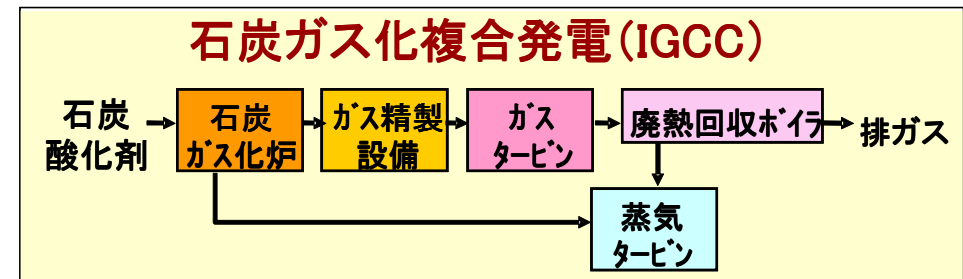 石炭ガス化複合発電(IGCC)
石炭
酸化剤
石炭
ガス化炉
ガス精製
設備
ガス
タービン
廃熱回収ボイラ
排ガス
蒸気
タービン